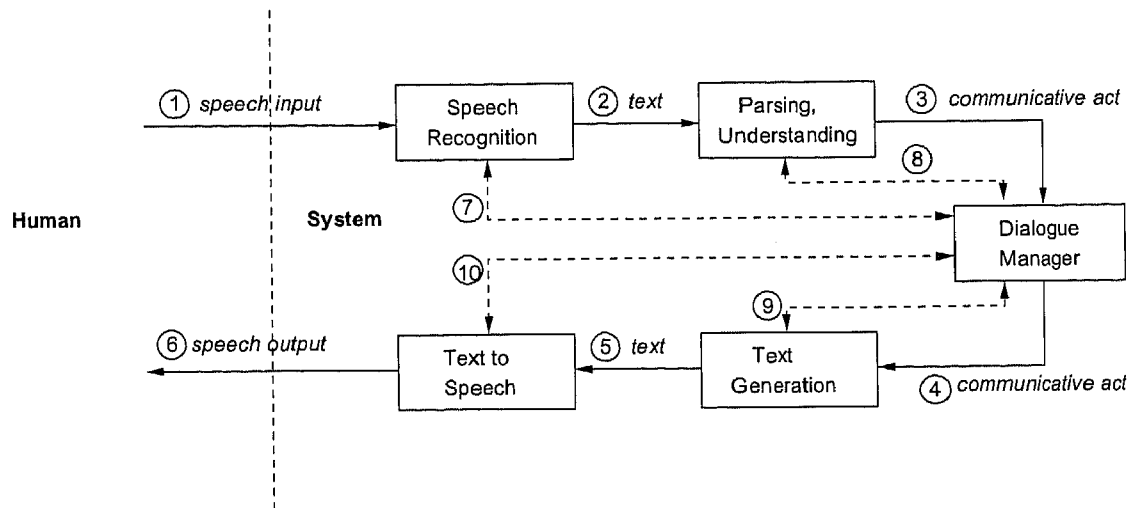 ① speech input
Speech
Recognition
② text
Parsing,
Understanding
③ communicative act
⑧
⑦
Human
System
Dialogue
Manager
⑩
⑨
⑥ speech output
Text to
Speech
⑤ text
Text
Generation
④ communicative act